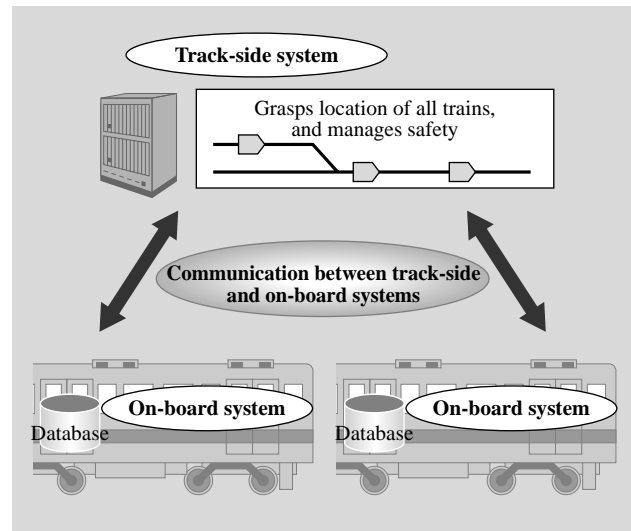 Track-side system
Grasps location of all trains,
and manages safety
Communication between track-side
and on-board systems
On-board system
Database
On-board system
Database